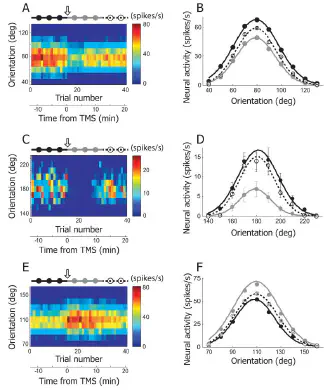 A
(spikes/s)
80
40
0
Orientation (deg)
120
80
40
0 20 40
Trial number
-10 0 10 20
Time from TMS (min)
B
Neural activity (spikes/s)
60
30
0
40 60 80 100 120
Orientation (deg)
C
(spikes/s)
20
10
0
Orientation (deg)
220
180
140
0 20 40
Trial number
-10 0 10 20
Time from TMS (min)
D
Neural activity (spikes/s)
15
10
5
0
140 160 180 200 220
Orientation (deg)
E
(spikes/s)
80
40
0
Orientation (deg)
150
110
70
0 20 40
Trial number
-10 0 10 20
Time from TMS (min)
F
Neural activity (spikes/s)
75
50
25
0
70 90 110 130 150
Orientation (deg)